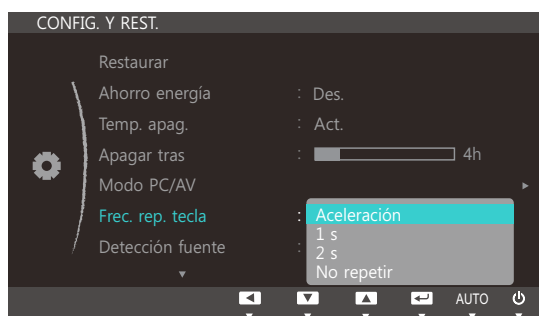 CONFIG. Y REST.
Restaurar
Ahorro energía : Des.
Temp. apag. : Act.
Apagar tras : 4h
Modo PC/AV
Frec. rep. tecla : Aceleración
1 s
2 s
No repetir
Detección fuente :
AUTO